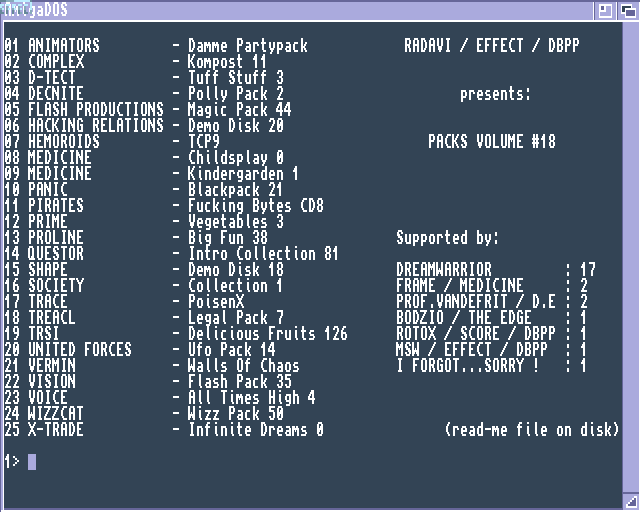 AmigaDOS
01 ANIMATORS - Damme Partypack RADAVI / EFFECT / DBPP
02 COMPLEX - Kompost 11
03 D-TECT - Tuff Stuff 3
04 DECNITE - Polly Pack 2 presents:
05 FLASH PRODUCTIONS - Magic Pack 44
06 HACKING RELATIONS - Demo Disk 20
07 HEMOROIDS - TCP9 PACKS VOLUME #18
08 MEDICINE - Childsplay 0
09 MEDICINE - Kindergarden 1
10 PANIC - Blackpack 21
11 PIRATES - Fucking Bytes CD8
12 PRIME - Vegetables 3
13 PROLINE - Big Fun 38 Supported by:
14 QUESTOR - Intro Collection 81
15 SHAPE - Demo Disk 18 DREAMWARRIOR : 17
16 SOCIETY - Collection 1 FRAME / MEDICINE : 2
17 TRACE - PoisenX PROF.VANDEFRIT / D.E : 2
18 TREACL - Legal Pack 7 BODZIO / THE EDGE : 1
19 TRSI - Delicious Fruits 126 ROTOX / SCORE / DBPP : 1
20 UNITED FORCES - Ufo Pack 14 MSW / EFFECT / DBPP : 1
21 VERMIN - Walls Of Chaos I FORGOT...SORRY ! : 1
22 VISION - Flash Pack 35
23 VOICE - All Times High 4
24 WIZZCAT - Wizz Pack 50
25 X-TRADE - Infinite Dreams 0 (read-me file on disk)
1>